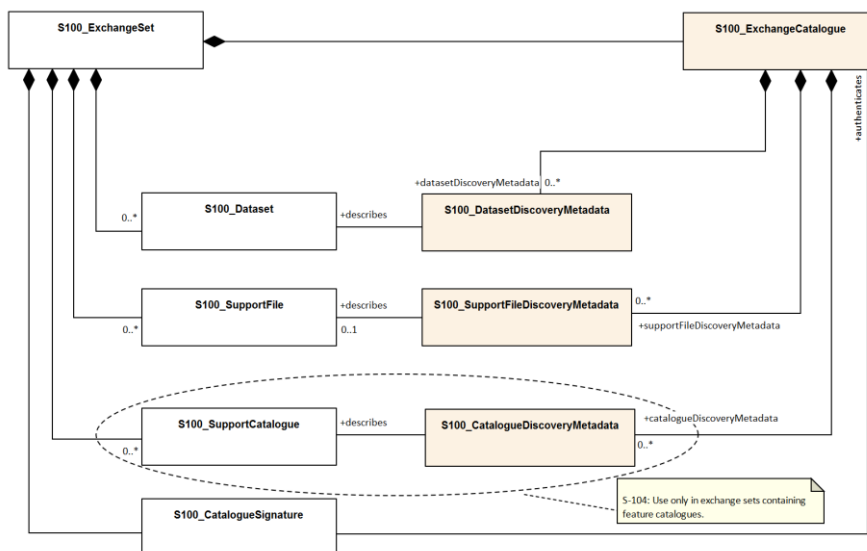 S100_ExchangeSet
S100_ExchangeCatalogue
+authenticates
+datasetDiscoveryMetadata 0..*
0..*
S100_Dataset
+describes
S100_DatasetDiscoveryMetadata
S100_SupportFile
+describes
S100_SupportFileDiscoveryMetadata
0..*
0..*
0..1
+supportFileDiscoveryMetadata
S100_SupportCatalogue
+describes
S100_CatalogueDiscoveryMetadata
+catalogueDiscoveryMetadata
0..*
0..*
S-104: Use only in exchange sets containing
feature catalogues.
S100_CatalogueSignature